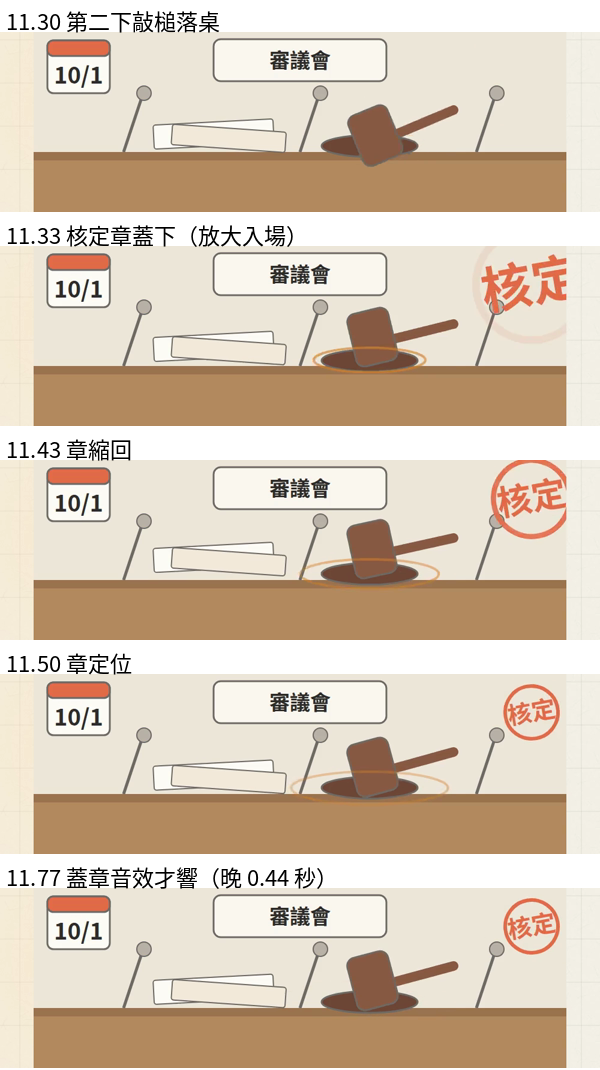 11.30 第二下敲槌落桌
10/1
審議會
11.33 核定章蓋下（放大入場）
10/1
審議會
核定
11.43 章縮回
10/1
審議會
核定
11.50 章定位
10/1
審議會
核定
11.77 蓋章音效才響（晚 0.44 秒）
10/1
審議會
核定